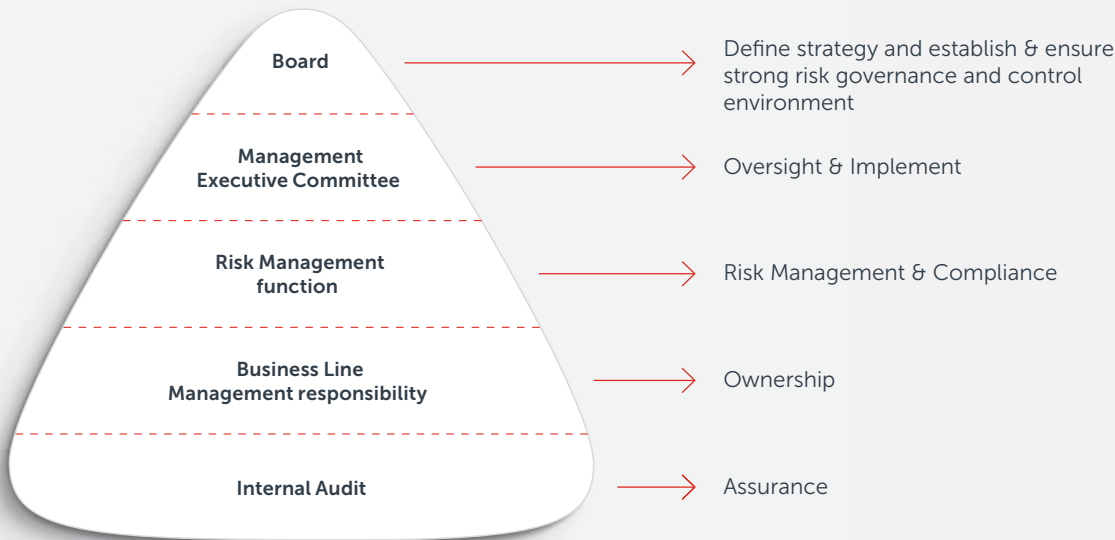 Board
Define strategy and establish & ensure
strong risk governance and control
environment
Management
Executive Committee
Oversight & Implement
Risk Management
function
Risk Management & Compliance
Business Line
Management responsibility
Ownership
Internal Audit
Assurance